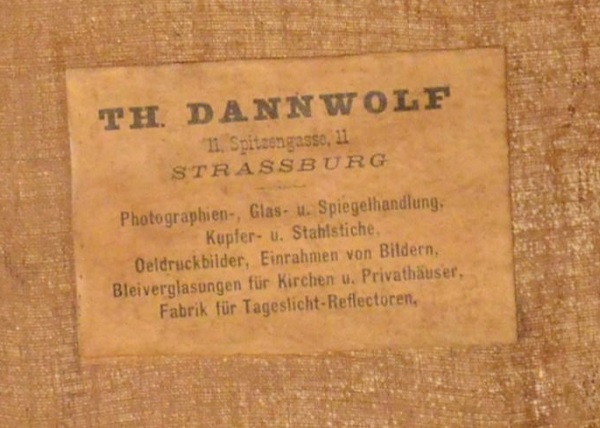 TH. DANNWOLF
11, Spitzengasse, 11
STRASSBURG
Photographien-, Glas- u. Spiegelhandlung,
Kupfer- u. Stahlstiche,
Oeldruckbilder, Einrahmen von Bildern,
Bleiverglasungen für Kirchen u. Privathäuser,
Fabrik für Tageslicht-Reflectoren,